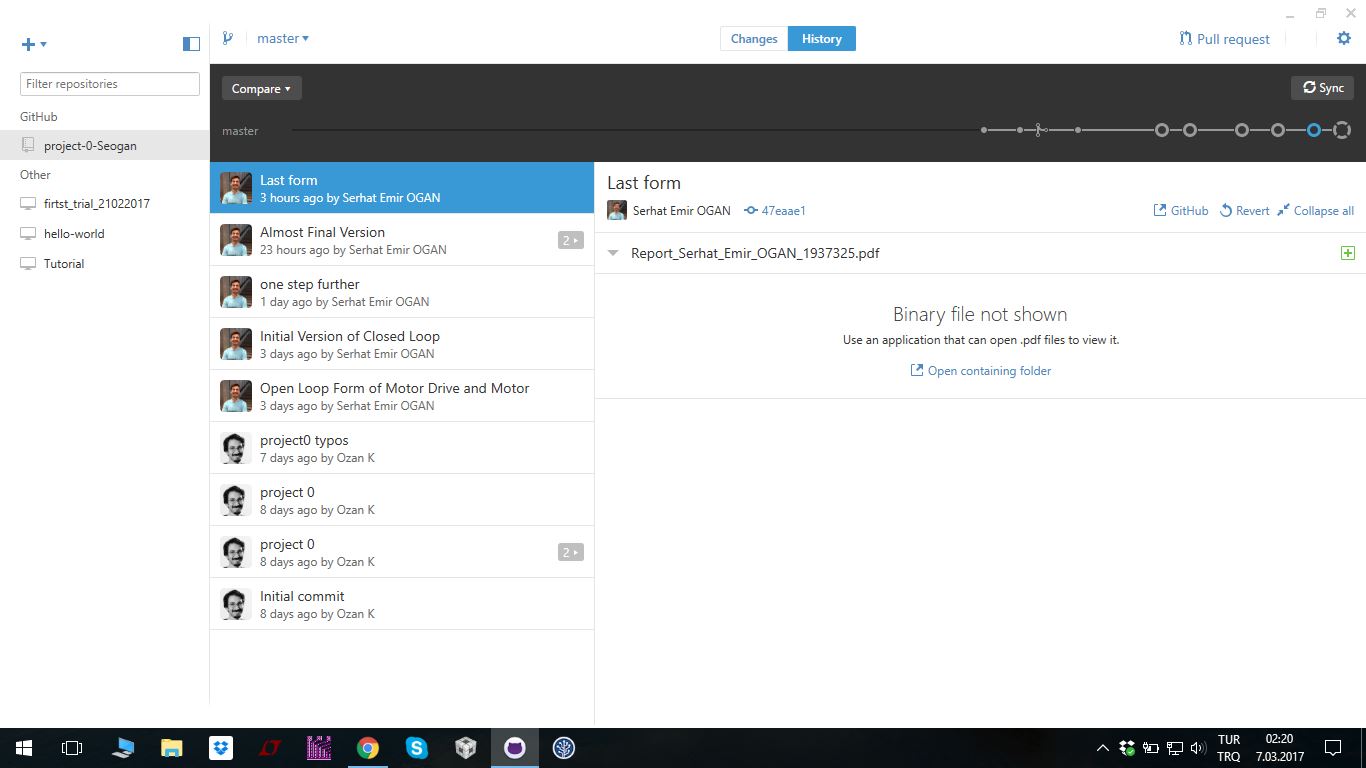 master
Changes
History
Pull request
Filter repositories
GitHub
project-0-Seogan
Other
firtst_trial_21022017
hello-world
Tutorial
Compare
Sync
master
Last form
3 hours ago by Serhat Emir OGAN
Almost Final Version
23 hours ago by Serhat Emir OGAN
2
one step further
1 day ago by Serhat Emir OGAN
Initial Version of Closed Loop
3 days ago by Serhat Emir OGAN
Open Loop Form of Motor Drive and Motor
3 days ago by Serhat Emir OGAN
project0 typos
7 days ago by Ozan K
project 0
8 days ago by Ozan K
project 0
8 days ago by Ozan K
2
Initial commit
8 days ago by Ozan K
Last form
Serhat Emir OGAN
47eaae1
GitHub
Revert
Collapse all
Report_Serhat_Emir_OGAN_1937325.pdf
Binary file not shown
Use an application that can open .pdf files to view it.
Open containing folder
TUR
TRQ
02:20
7.03.2017